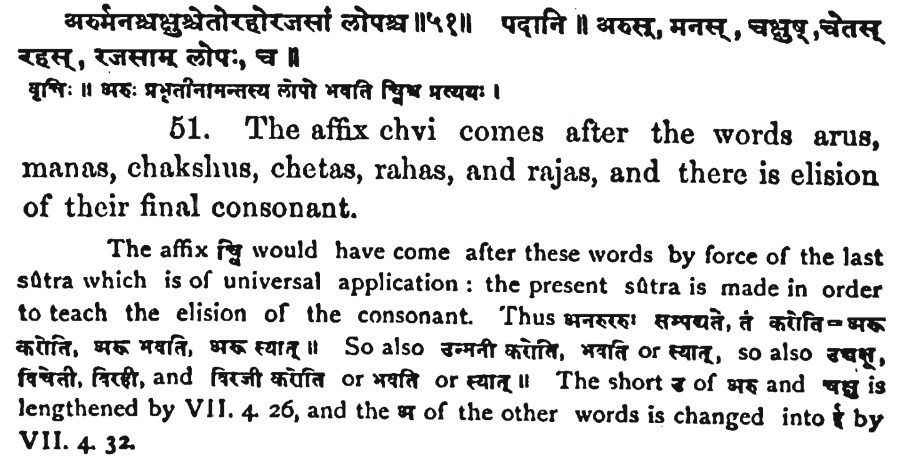 अरुर्मनश्चक्षुश्चेतोरहोरजसां लोपश्च ॥५१॥ पदानि ॥ अरुस्, मनस्, चक्षुष्, चेतस्
रहस्, रजसाम् लोपः, च ॥
वृत्तिः ॥ अरुः प्रभृतीनामन्तस्य लोपो भवति च्विश्च प्रत्ययः ।
51. The affix chvi comes after the words arus,
manas, chakshus, chetas, rahas, and rajas, and there is elision
of their final consonant.
The affix च्वि would have come after these words by force of the last
sûtra which is of universal application : the present sûtra is made in order
to teach the elision of the consonant. Thus अनरुररुः सम्पद्यते, तं करोति = अरू
करोति, अरू भवति, अरू स्यात् ॥ So also उन्मनी करोति, भवति or स्यात्, so also उच्चक्षू,
विचेती, विरही, and विरजी करोति or भवति or स्यात् ॥ The short उ of अरु and चक्षु is
lengthened by VII. 4. 26, and the अ of the other words is changed into ई by
VII. 4. 32.